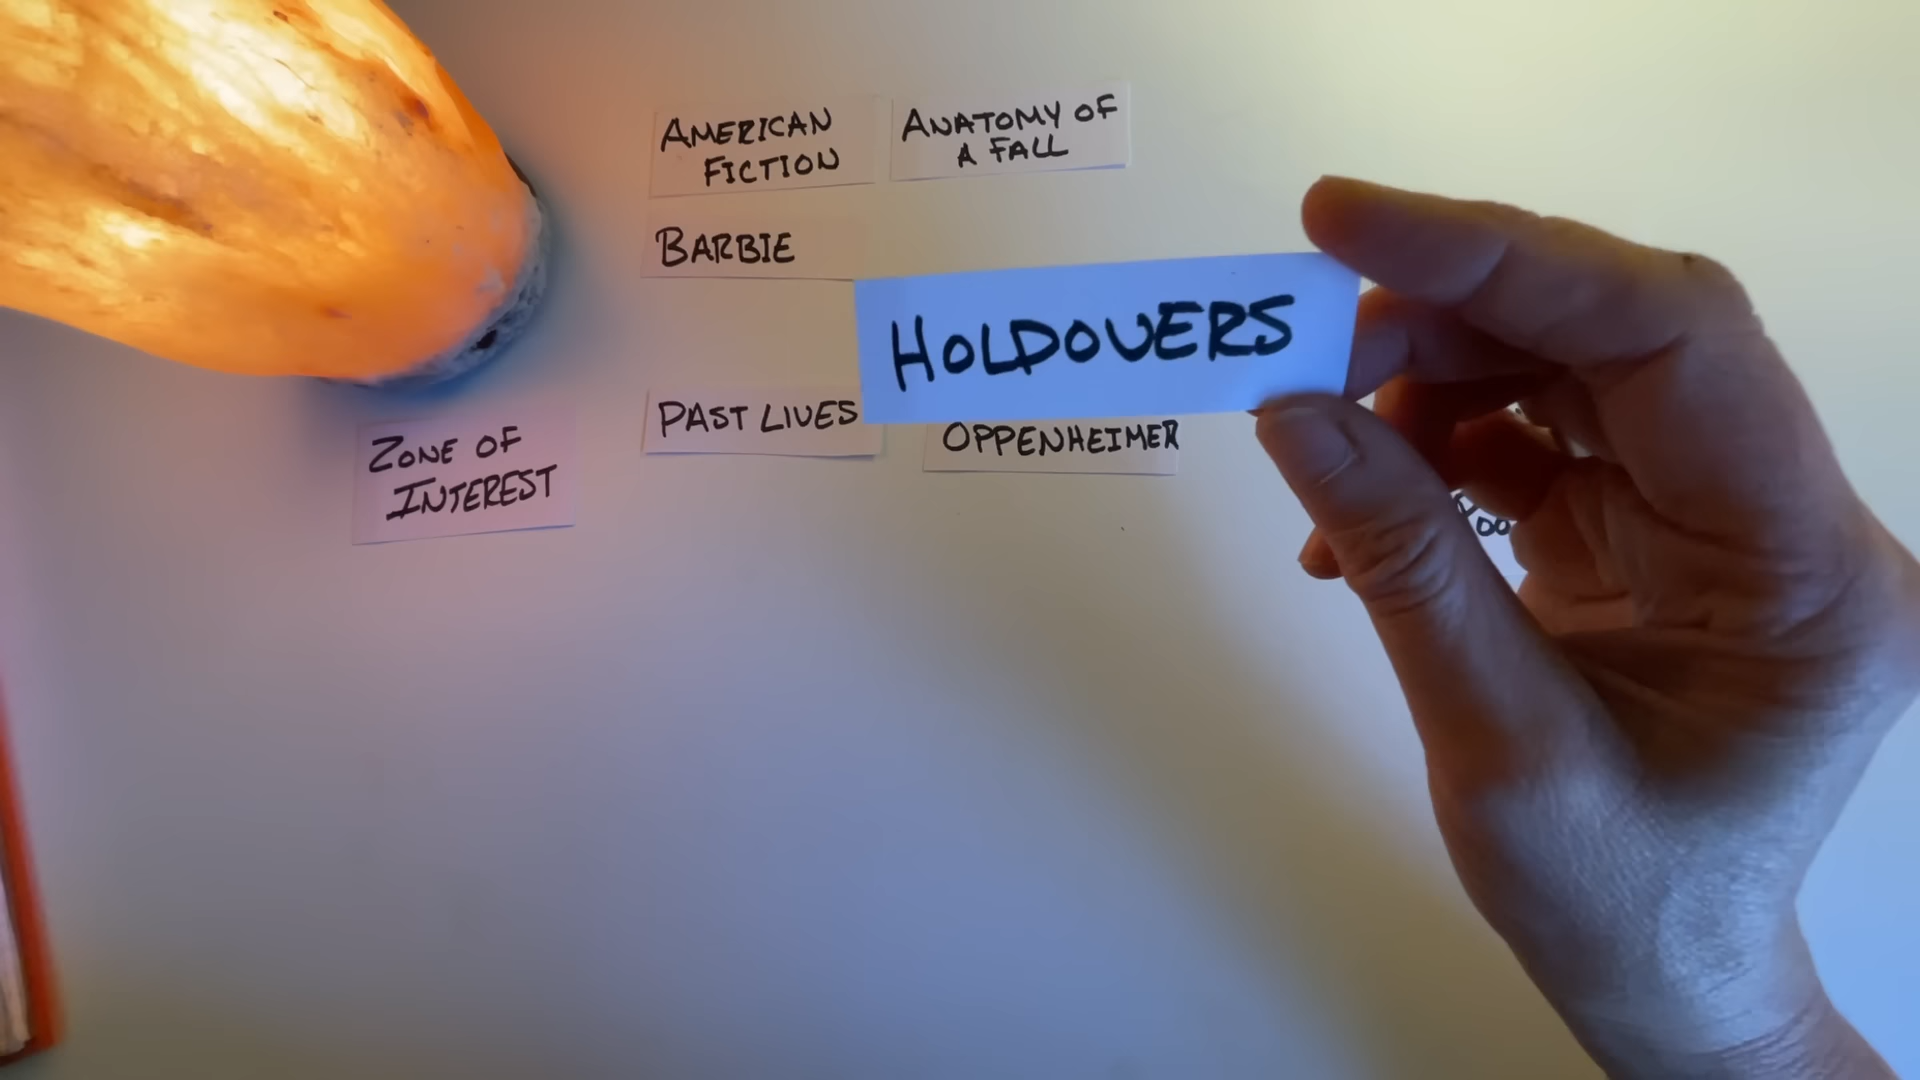 AMERICAN
FICTION
ANATOMY OF
A FALL
BARBIE
HOLDOVERS
PAST LIVES
OPPENHEIMER
ZONE OF
INTEREST